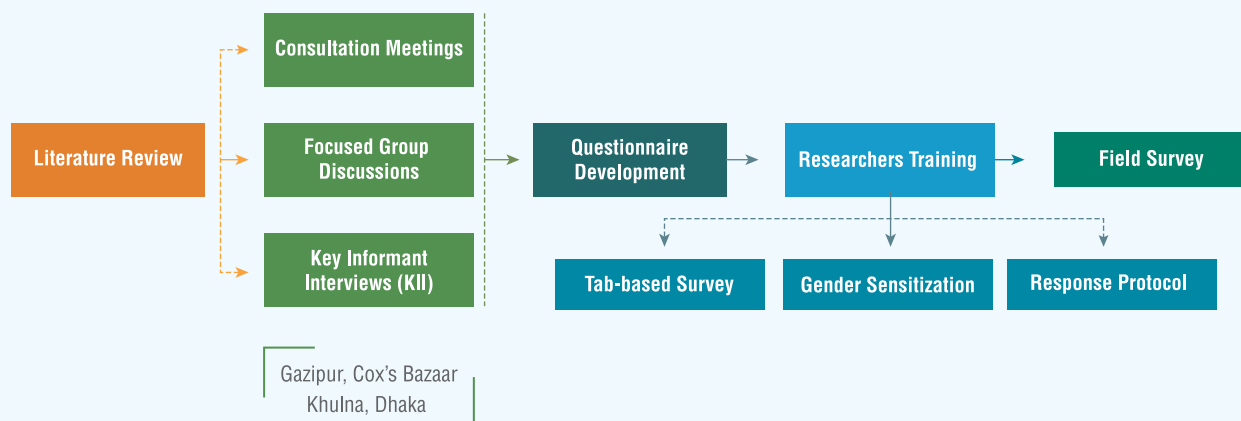 Consultation Meetings
Literature Review
Focused Group
Discussions
Key Informant
Interviews (KII)
Gazipur, Cox's Bazaar
Khulna, Dhaka
Questionnaire
Development
Researchers Training
Field Survey
Tab-based Survey
Gender Sensitization
Response Protocol